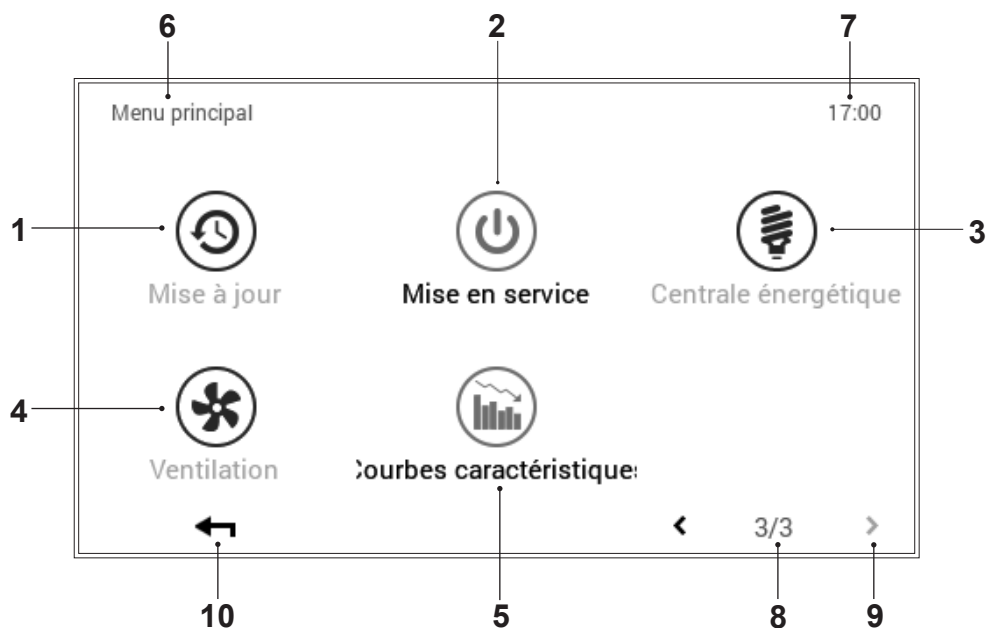 6 2 7
Menu principal 17:00
1 3
Mise à jour Mise en service Centrale énergétique
4
Ventilation ourbes caractéristique
3/3
10 5 8 9